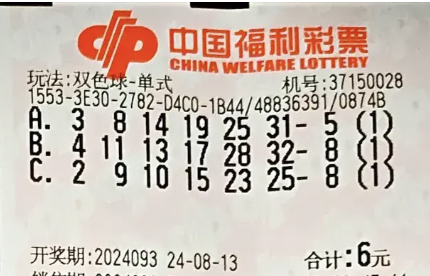 中国福利彩票
CHINA WELFARE LOTTERY
玩法:双色球-单式 机号:37150028
1553-3E30-2782-D4C0-1B44/48836391/0874B
A. 3 8 14 19 25 31- 5 (1)
B. 4 11 13 17 28 32- 8 (1)
C. 2 9 10 15 23 25- 8 (1)
开奖期:2024093 24-08-13 合计:6元